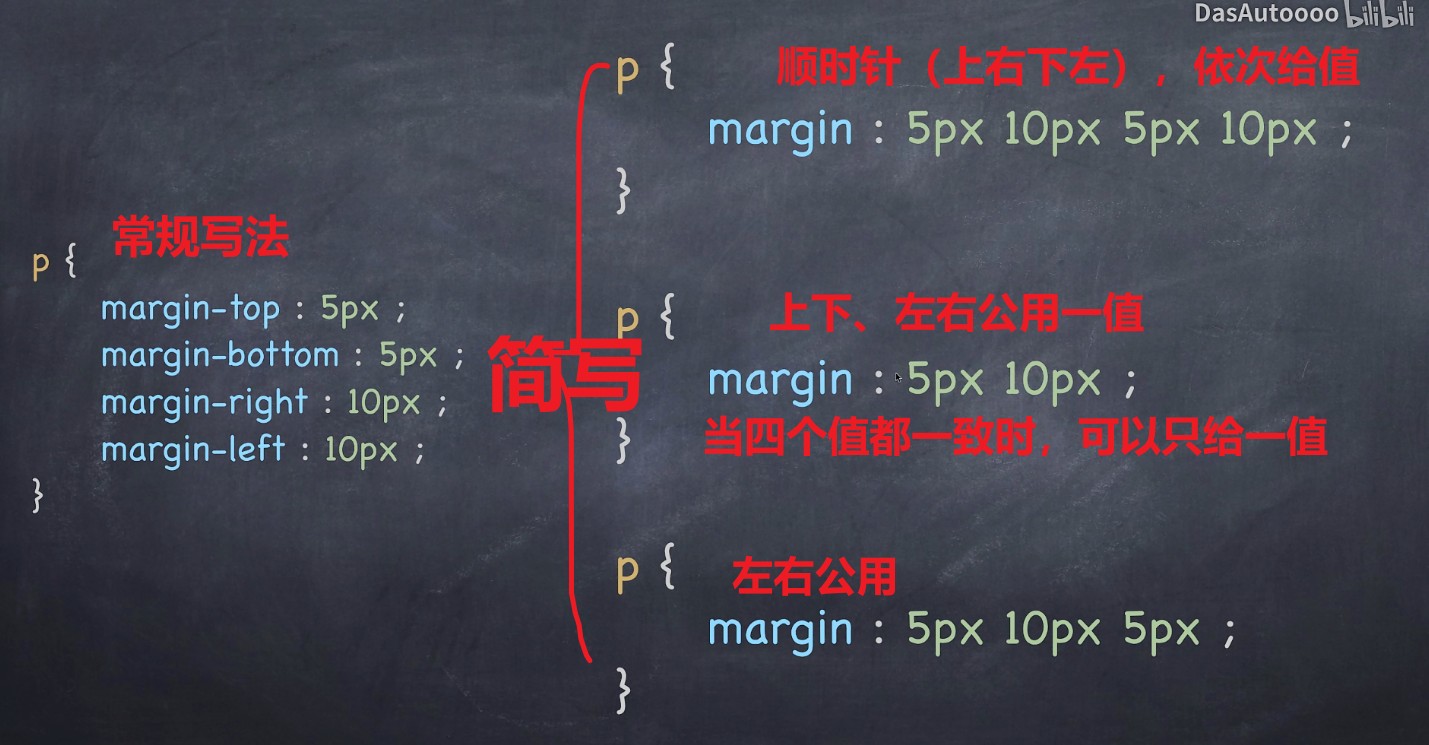 DasAutoooo bilibili
常规写法
p {
margin-top : 5px ;
margin-bottom : 5px ;
margin-right : 10px ;
margin-left : 10px ;
}
简写
p { 顺时针（上右下左），依次给值
margin : 5px 10px 5px 10px ;
}
p { 上下、左右公用一值
margin : 5px 10px ;
} 当四个值都一致时，可以只给一值
p { 左右公用
margin : 5px 10px 5px ;
}